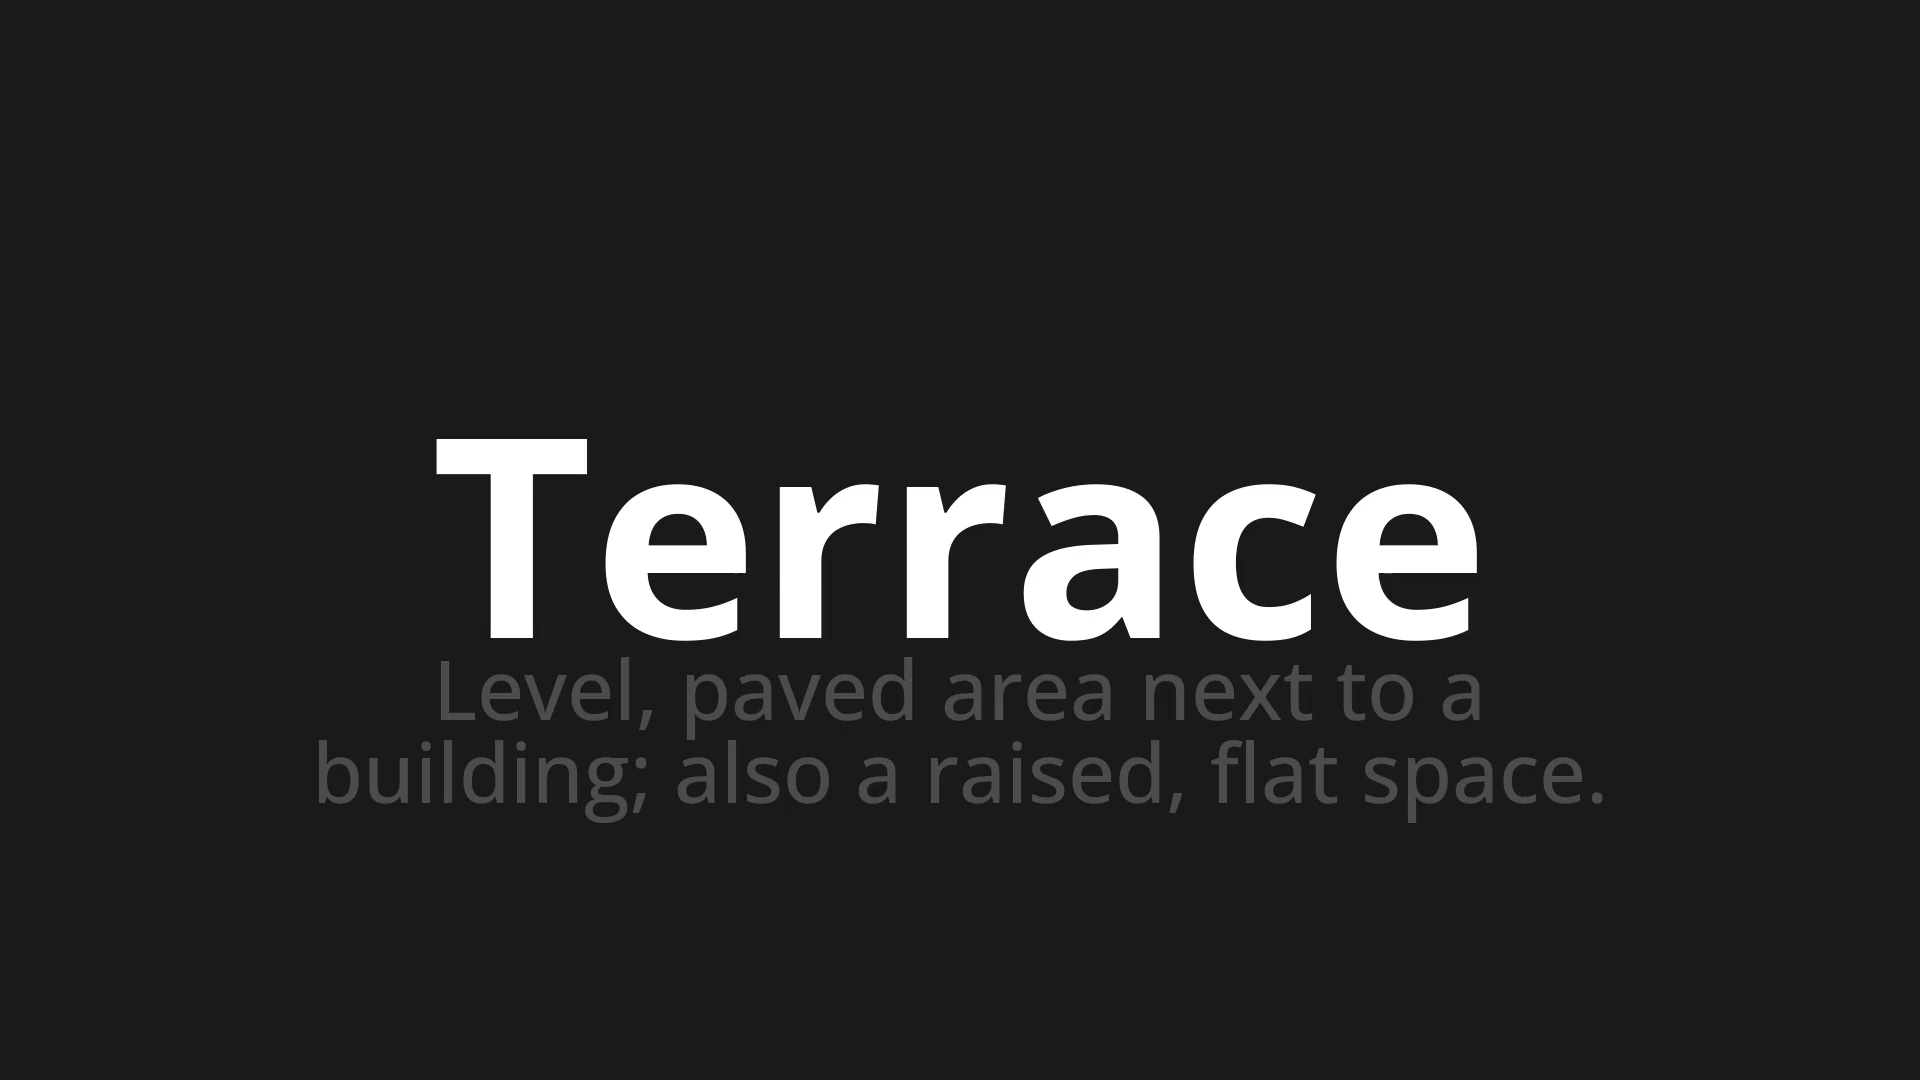 Terrace
Level, paved area next to a
building; also a raised, flat space.